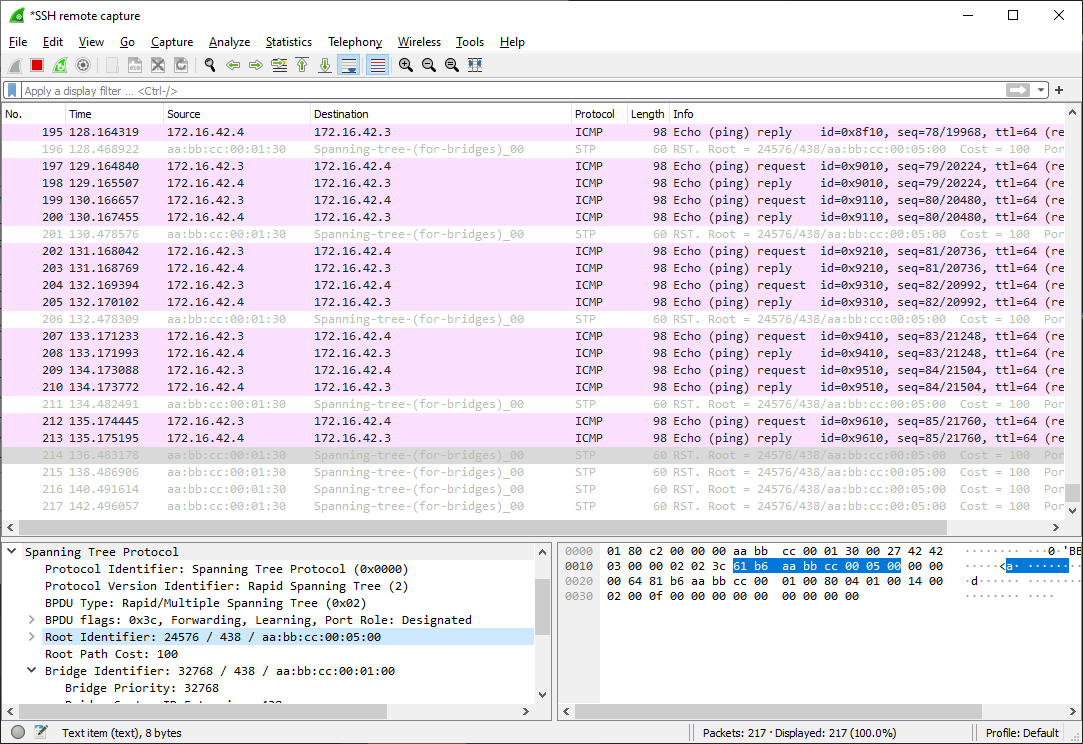 *SSH remote capture
File Edit View Go Capture Analyze Statistics Telephony Wireless Tools Help
Apply a display filter ... <Ctrl-/>
No. Time Source Destination Protocol Length Info
195 128.164319 172.16.42.4 172.16.42.3 ICMP 98 Echo (ping) reply id=0x8f10, seq=78/19968, ttl=64 (re
196 128.468922 aa:bb:cc:00:01:30 Spanning-tree-(for-bridges)_00 STP 60 RST. Root = 24576/438/aa:bb:cc:00:05:00 Cost = 100 Por
197 129.164840 172.16.42.3 172.16.42.4 ICMP 98 Echo (ping) request id=0x9010, seq=79/20224, ttl=64 (re
198 129.165507 172.16.42.4 172.16.42.3 ICMP 98 Echo (ping) reply id=0x9010, seq=79/20224, ttl=64 (re
199 130.166657 172.16.42.3 172.16.42.4 ICMP 98 Echo (ping) request id=0x9110, seq=80/20480, ttl=64 (re
200 130.167455 172.16.42.4 172.16.42.3 ICMP 98 Echo (ping) reply id=0x9110, seq=80/20480, ttl=64 (re
201 130.478576 aa:bb:cc:00:01:30 Spanning-tree-(for-bridges)_00 STP 60 RST. Root = 24576/438/aa:bb:cc:00:05:00 Cost = 100 Por
202 131.168042 172.16.42.3 172.16.42.4 ICMP 98 Echo (ping) request id=0x9210, seq=81/20736, ttl=64 (re
203 131.168769 172.16.42.4 172.16.42.3 ICMP 98 Echo (ping) reply id=0x9210, seq=81/20736, ttl=64 (re
204 132.169394 172.16.42.3 172.16.42.4 ICMP 98 Echo (ping) request id=0x9310, seq=82/20992, ttl=64 (re
205 132.170102 172.16.42.4 172.16.42.3 ICMP 98 Echo (ping) reply id=0x9310, seq=82/20992, ttl=64 (re
206 132.478309 aa:bb:cc:00:01:30 Spanning-tree-(for-bridges)_00 STP 60 RST. Root = 24576/438/aa:bb:cc:00:05:00 Cost = 100 Por
207 133.171233 172.16.42.3 172.16.42.4 ICMP 98 Echo (ping) request id=0x9410, seq=83/21248, ttl=64 (re
208 133.171993 172.16.42.4 172.16.42.3 ICMP 98 Echo (ping) reply id=0x9410, seq=83/21248, ttl=64 (re
209 134.173088 172.16.42.3 172.16.42.4 ICMP 98 Echo (ping) request id=0x9510, seq=84/21504, ttl=64 (re
210 134.173772 172.16.42.4 172.16.42.3 ICMP 98 Echo (ping) reply id=0x9510, seq=84/21504, ttl=64 (re
211 134.482491 aa:bb:cc:00:01:30 Spanning-tree-(for-bridges)_00 STP 60 RST. Root = 24576/438/aa:bb:cc:00:05:00 Cost = 100 Por
212 135.174445 172.16.42.3 172.16.42.4 ICMP 98 Echo (ping) request id=0x9610, seq=85/21760, ttl=64 (re
213 135.175195 172.16.42.4 172.16.42.3 ICMP 98 Echo (ping) reply id=0x9610, seq=85/21760, ttl=64 (re
214 136.483178 aa:bb:cc:00:01:30 Spanning-tree-(for-bridges)_00 STP 60 RST. Root = 24576/438/aa:bb:cc:00:05:00 Cost = 100 Por
215 138.486906 aa:bb:cc:00:01:30 Spanning-tree-(for-bridges)_00 STP 60 RST. Root = 24576/438/aa:bb:cc:00:05:00 Cost = 100 Por
216 140.491614 aa:bb:cc:00:01:30 Spanning-tree-(for-bridges)_00 STP 60 RST. Root = 24576/438/aa:bb:cc:00:05:00 Cost = 100 Por
217 142.496057 aa:bb:cc:00:01:30 Spanning-tree-(for-bridges)_00 STP 60 RST. Root = 24576/438/aa:bb:cc:00:05:00 Cost = 100 Por
Spanning Tree Protocol
Protocol Identifier: Spanning Tree Protocol (0x0000)
Protocol Version Identifier: Rapid Spanning Tree (2)
BPDU Type: Rapid/Multiple Spanning Tree (0x02)
BPDU flags: 0x3c, Forwarding, Learning, Port Role: Designated
Root Identifier: 24576 / 438 / aa:bb:cc:00:05:00
Root Path Cost: 100
Bridge Identifier: 32768 / 438 / aa:bb:cc:00:01:00
Bridge Priority: 32768
0000 01 80 c2 00 00 00 aa bb cc 00 01 30 00 27 42 42 ········ ···0·'BB
0010 03 00 00 02 02 3c 61 b6 aa bb cc 00 05 00 00 00 ·····<a· ······
0020 00 64 81 b6 aa bb cc 00 01 00 80 04 01 00 14 00 ·d······ ········
0030 02 00 0f 00 00 00 00 00 00 00 00 00 ········ ····
Text item (text), 8 bytes
Packets: 217 · Displayed: 217 (100.0%)
Profile: Default